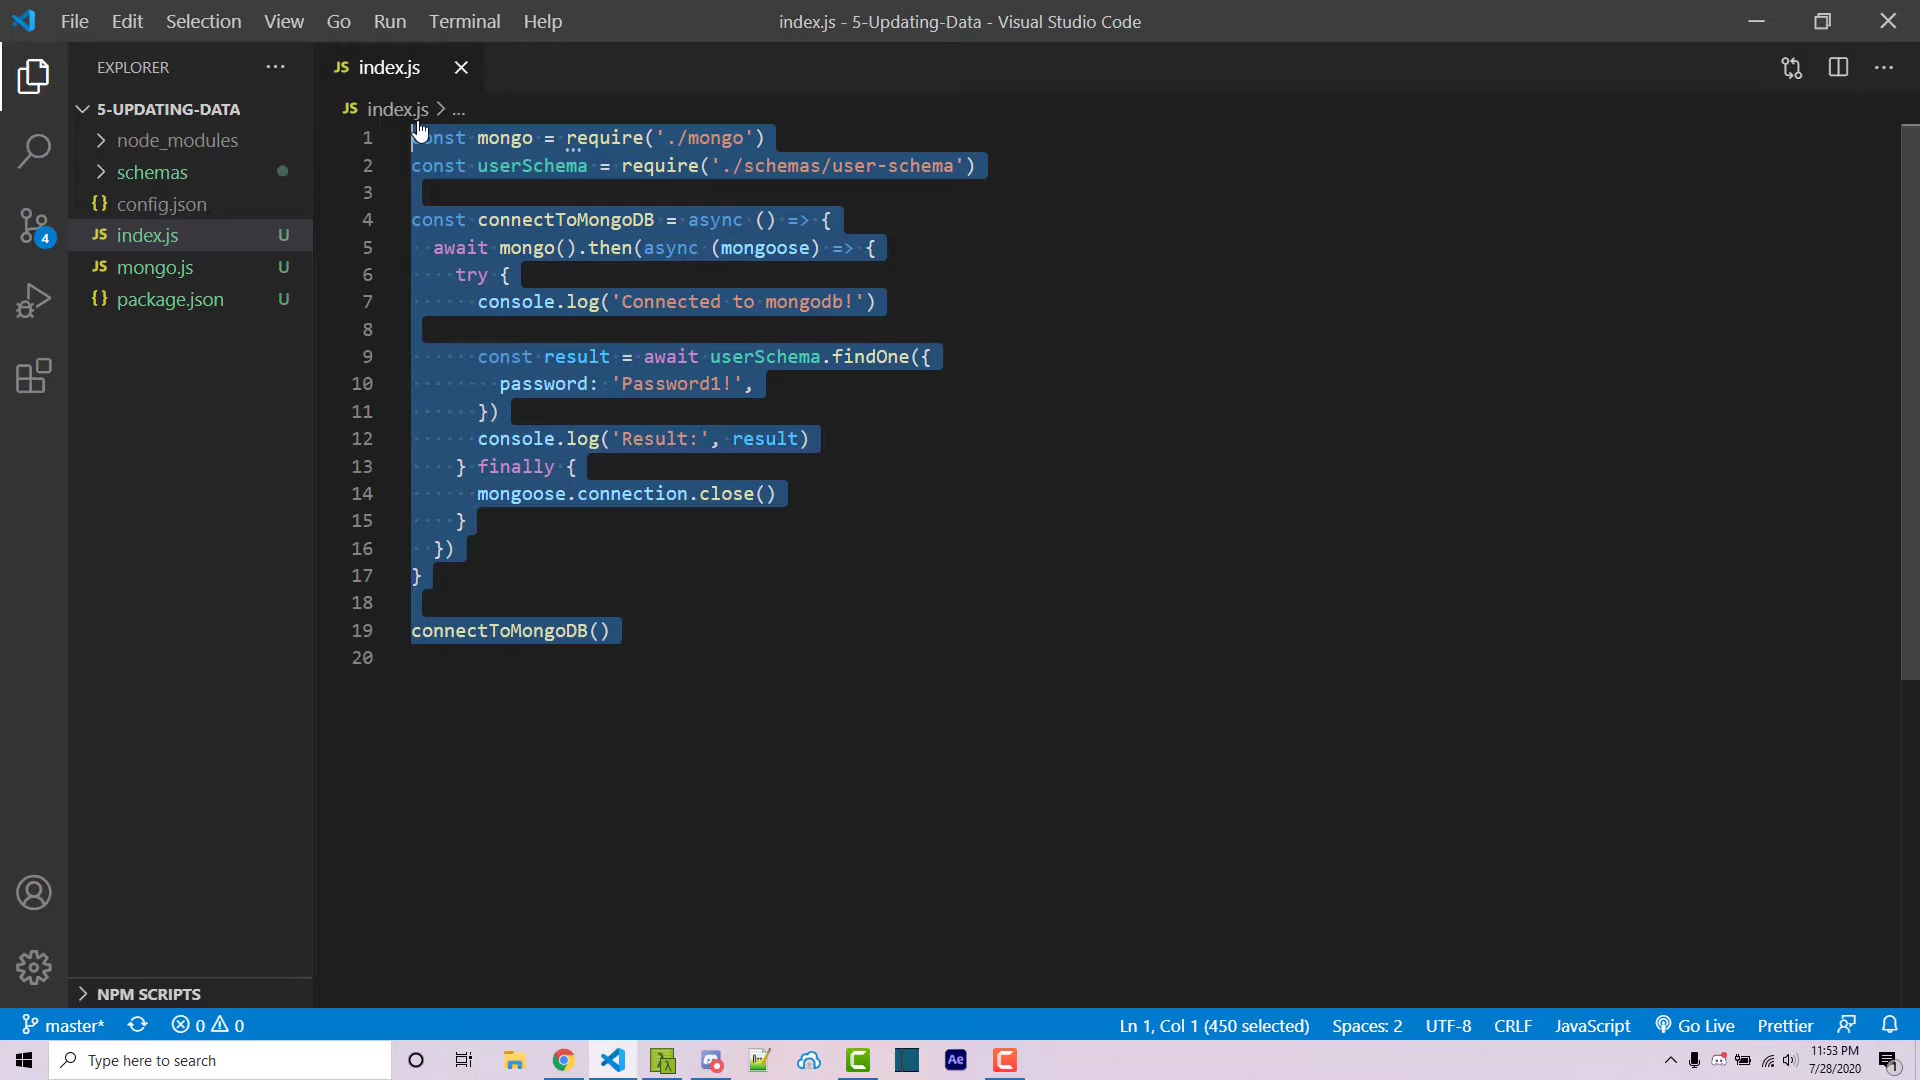 File Edit Selection View Go Run Terminal Help
index.js - 5-Updating-Data - Visual Studio Code
EXPLORER
5-UPDATING-DATA
node_modules
schemas
config.json
JS index.js U
JS mongo.js U
package.json U
NPM SCRIPTS
4
JS index.js
JS index.js > ...
1 const mongo = require('./mongo')
2 const userSchema = require('./schemas/user-schema')
3
4 const connectToMongoDB = async () => {
5 await mongo().then(async (mongoose) => {
6 try {
7 console.log('Connected to mongodb!')
8
9 const result = await userSchema.findOne({
10 password: 'Password1!',
11 })
12 console.log('Result:', result)
13 } finally {
14 mongoose.connection.close()
15 }
16 })
17 }
18
19 connectToMongoDB()
20
master* 0 0 Ln 1, Col 1 (450 selected) Spaces: 2 UTF-8 CRLF JavaScript Go Live Prettier
Type here to search
Ae
11:53 PM
7/28/2020
1